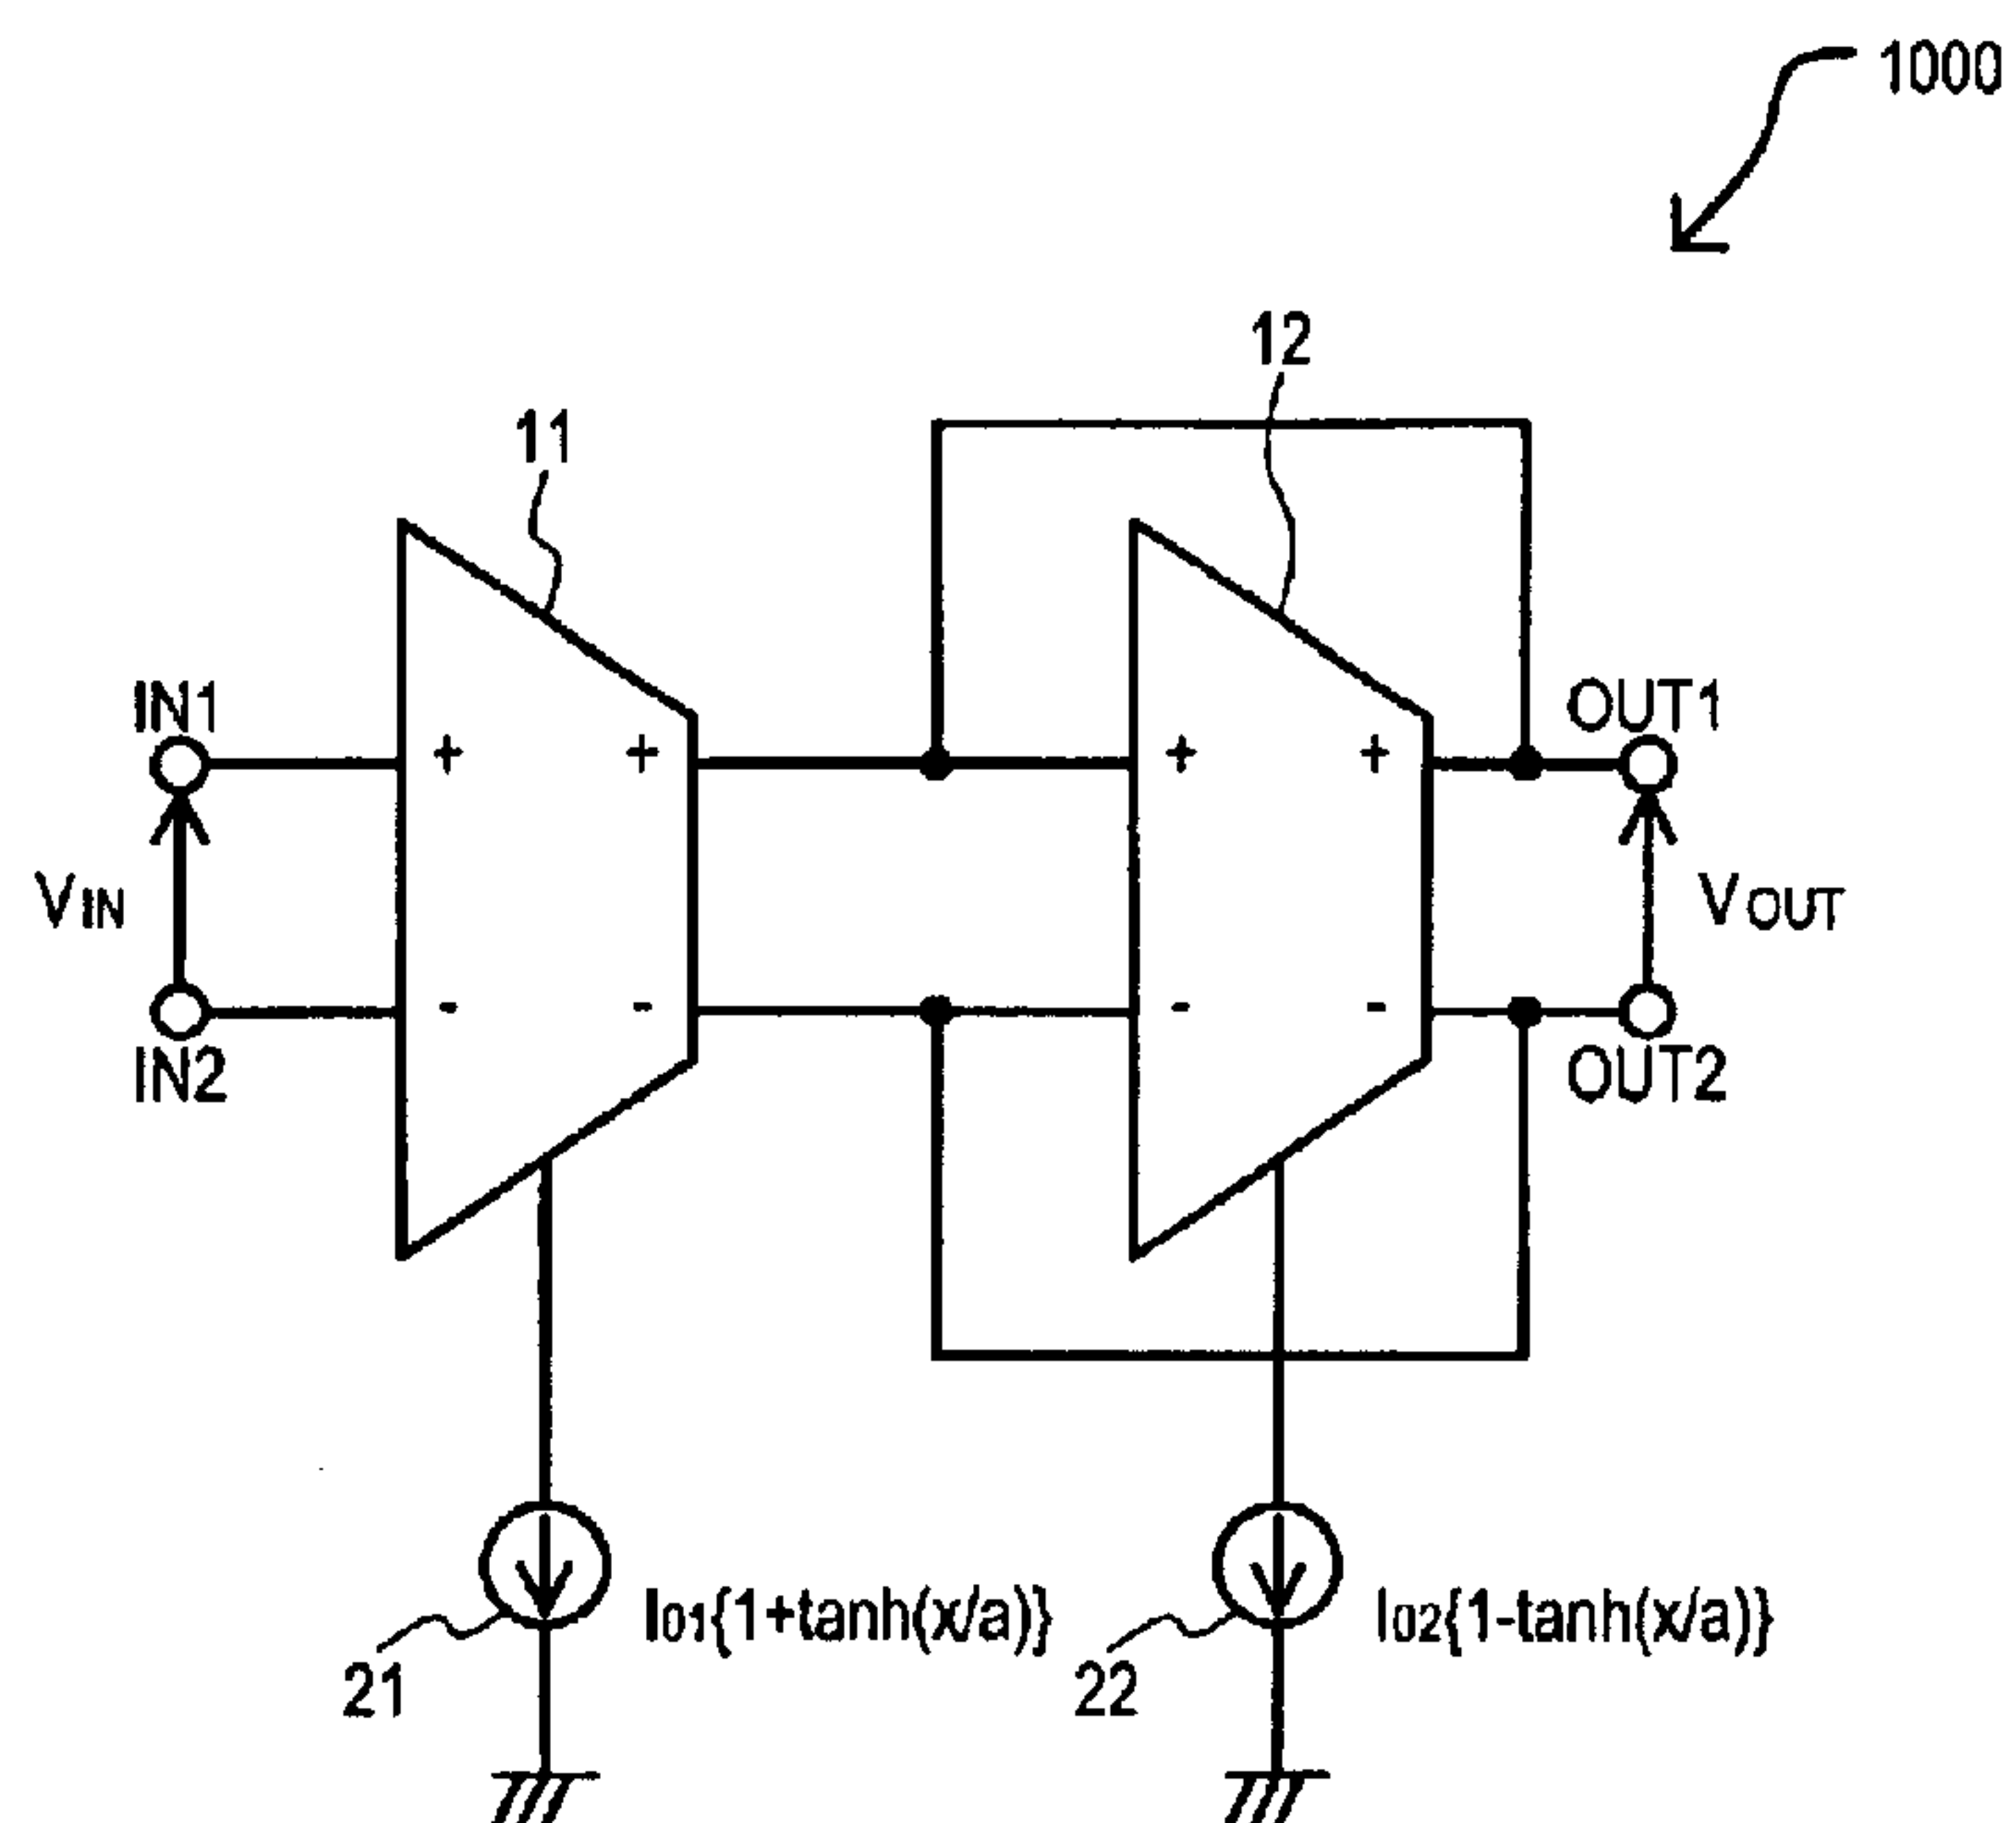 1000
12
11
IN1
OUT1
+ + + +
VIN
VOUT
- - - -
IN2
OUT2
I01{1+tanh(x/a)}
I02{1-tanh(x/a)}
21
22